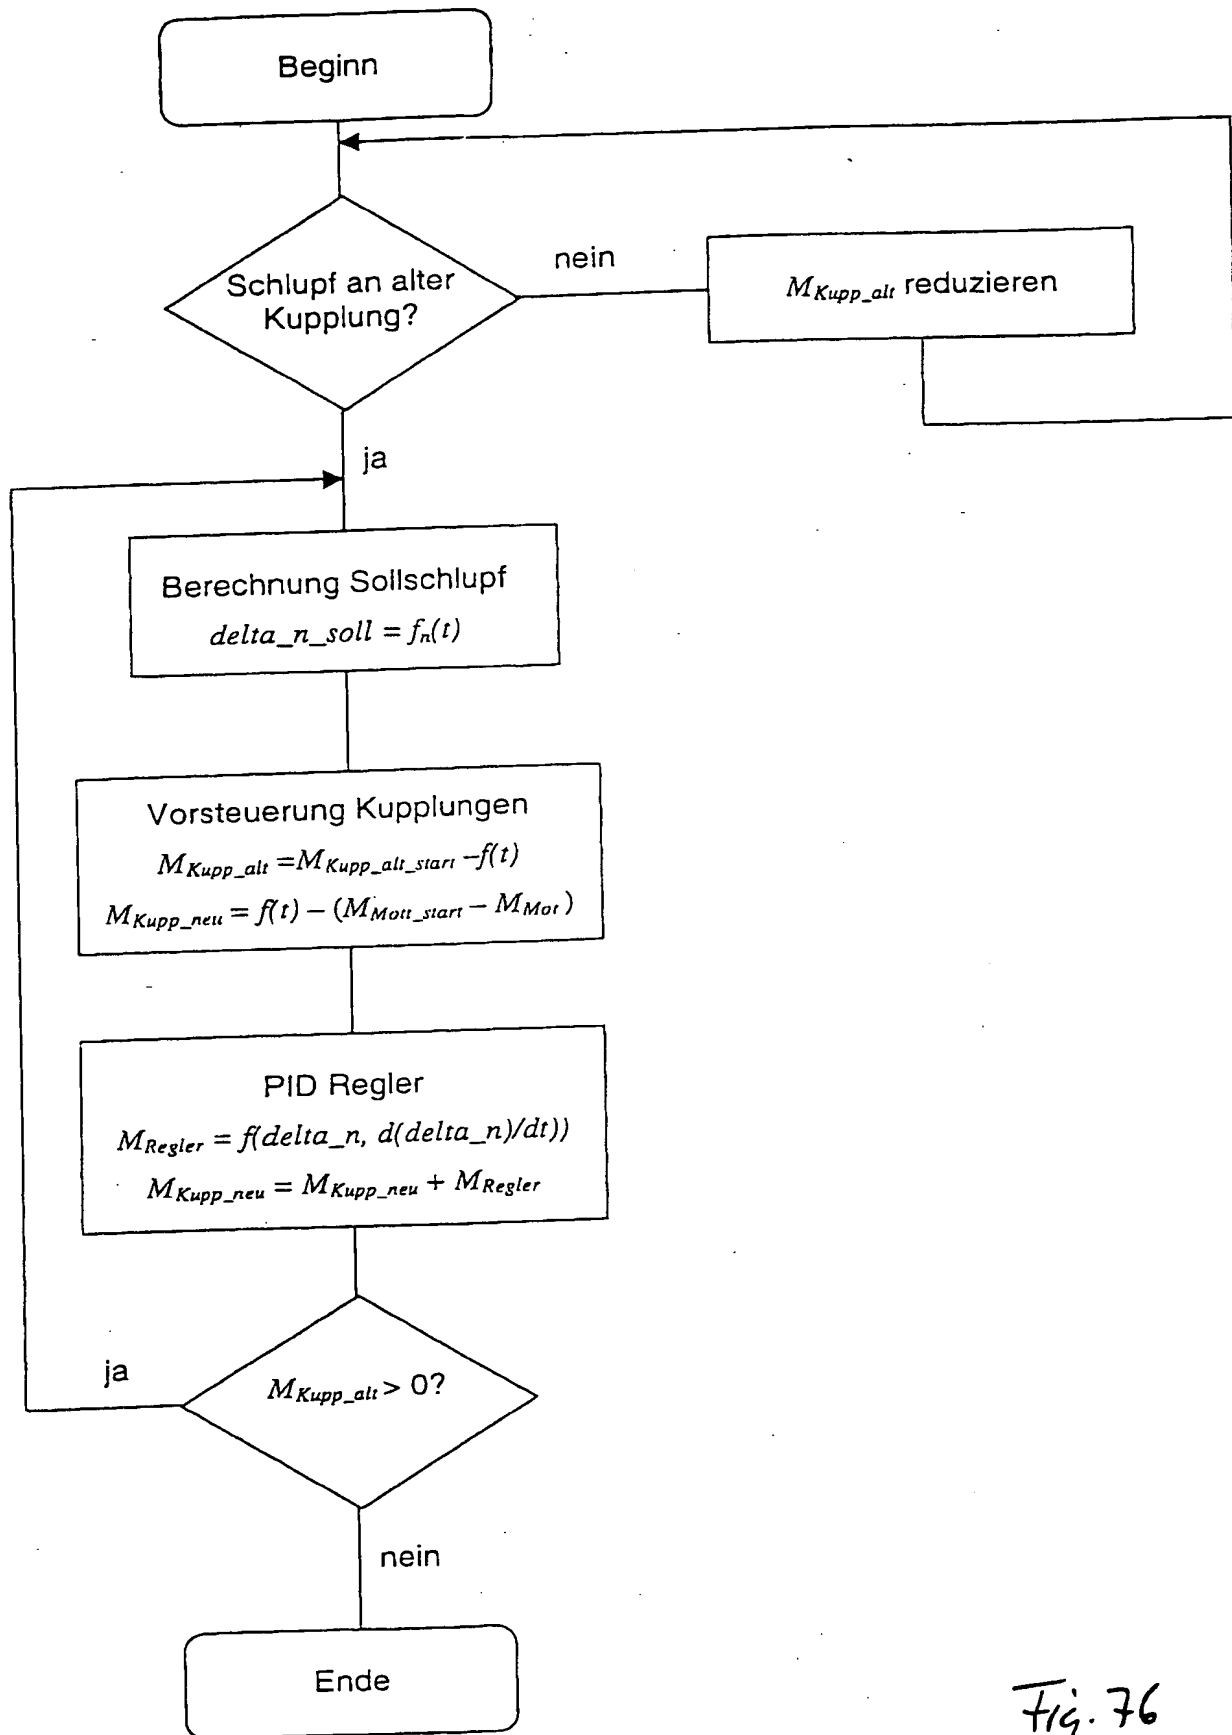 Beginn
Schlupf an alter
Kupplung?
nein
M_Kupp_alt reduzieren
ja
Berechnung Sollschlupf
delta_n_soll = f_n(t)
Vorsteuerung Kupplungen
M_Kupp_alt = M_Kupp_alt_start – f(t)
M_Kupp_neu = f(t) – (M_Mott_start – M_Mot)
PID Regler
M_Regler = f(delta_n, d(delta_n)/dt))
M_Kupp_neu = M_Kupp_neu + M_Regler
ja
M_Kupp_alt > 0?
nein
Ende
Fig. 76